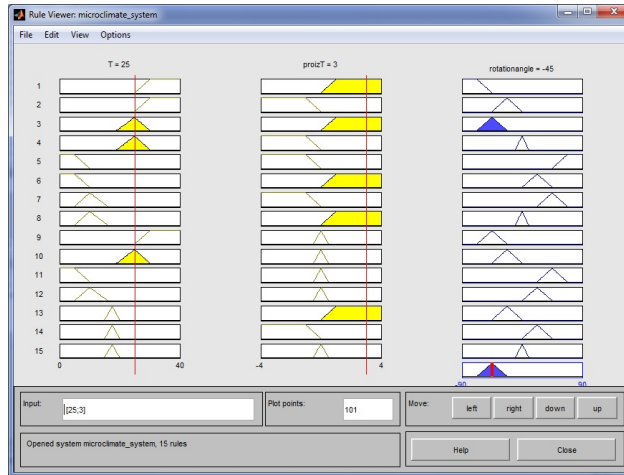 Rule Viewer: microclimate_system
File Edit View Options
T = 25 proizT = 3 rotationangle = -45
1
2
3
4
5
6
7
8
9
10
11
12
13
14
15
0 40 -4 4
-90 90
Input: [25;3] Plot points: 101 Move: left right down up
Opened system microclimate_system, 15 rules Help Close